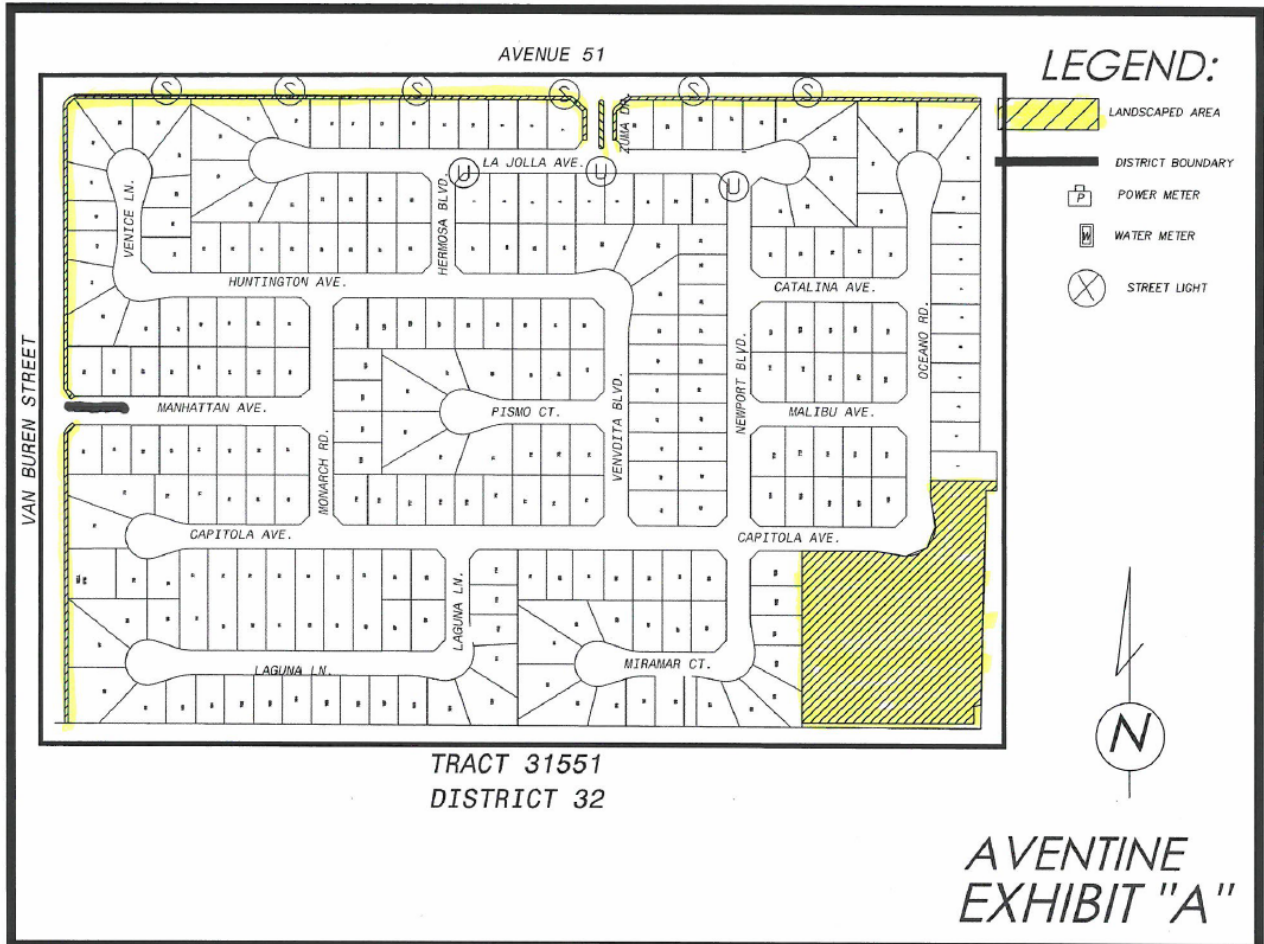 AVENUE 51
LEGEND:
LANDSCAPED AREA
DISTRICT BOUNDARY
P
POWER METER
W
WATER METER
X
STREET LIGHT
S
S
S
S
S
S
ZUMA DR.
LA JOLLA AVE.
U
U
U
VENICE LN.
HERMOSA BLVD.
HUNTINGTON AVE.
CATALINA AVE.
OCEANO RD.
VAN BUREN STREET
MANHATTAN AVE.
PISMO CT.
VENVDITA BLVD.
NEWPORT BLVD.
MALIBU AVE.
MONARCH RD.
CAPITOLA AVE.
CAPITOLA AVE.
LAGUNA LN.
LAGUNA LN.
MIRAMAR CT.
N
TRACT 31551
DISTRICT 32
AVENTINE
EXHIBIT "A"